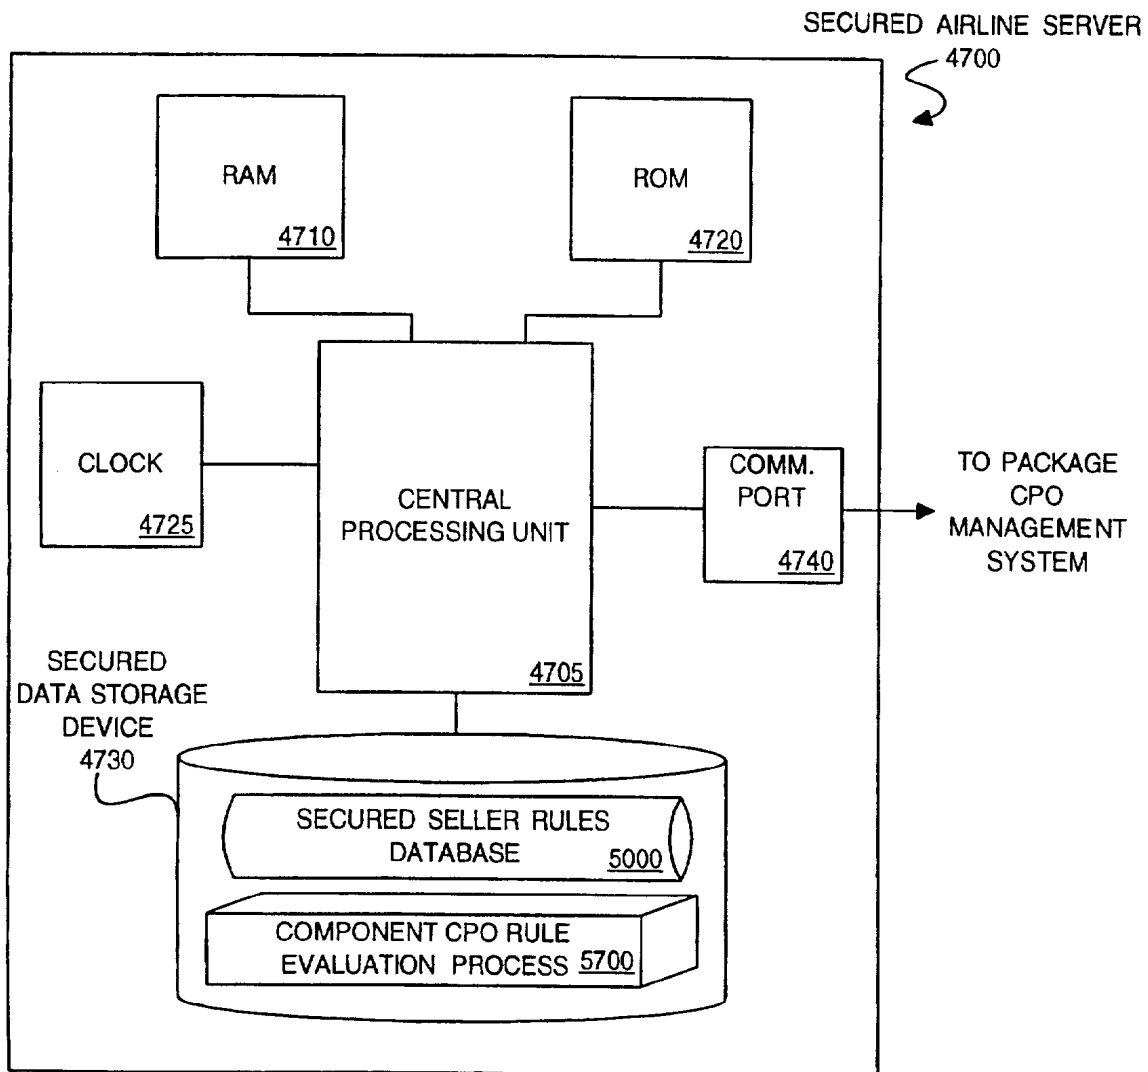 SECURED AIRLINE SERVER
4700
RAM
4710
ROM
4720
CLOCK
4725
CENTRAL
PROCESSING UNIT
4705
COMM.
PORT
4740
TO PACKAGE
CPO
MANAGEMENT
SYSTEM
SECURED
DATA STORAGE
DEVICE
4730
SECURED SELLER RULES
DATABASE
5000
COMPONENT CPO RULE
EVALUATION PROCESS
5700